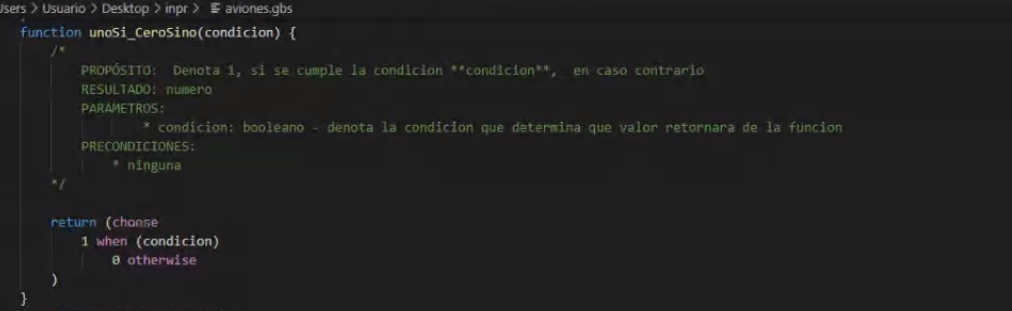 sers > Usuario > Desktop > inpr > aviones.gbs
function unoSi_CeroSino(condicion) {
/*
PROPÓSITO: Denota 1, si se cumple la condicion **condicion**, en caso contrario
RESULTADO: numero
PARAMETROS:
* condicion: booleano - denota la condicion que determina que valor retornara de la funcion
PRECONDICIONES:
* ninguna
*/
return (choose
1 when (condicion)
0 otherwise
)
}